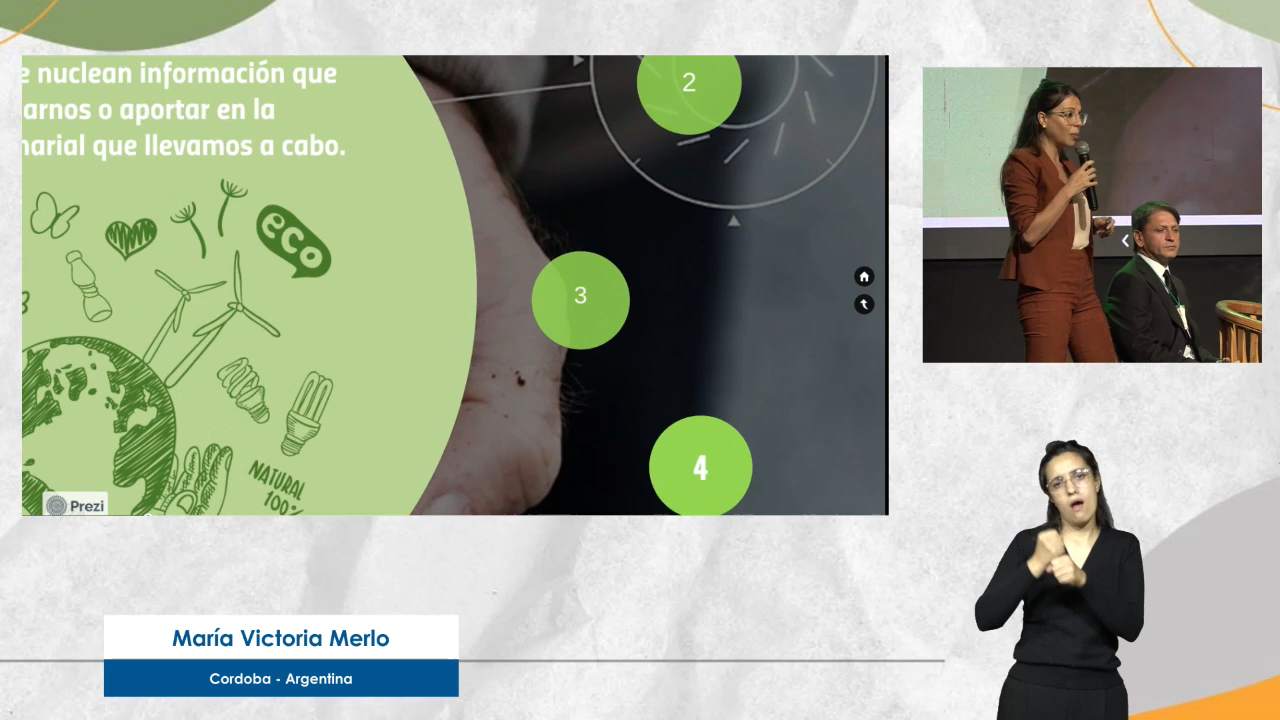 e nuclean información que
arnos o aportar en la
arial que llevamos a cabo.
eco
NATURAL
100%
Prezi
2
3
4
María Victoria Merlo
Cordoba - Argentina